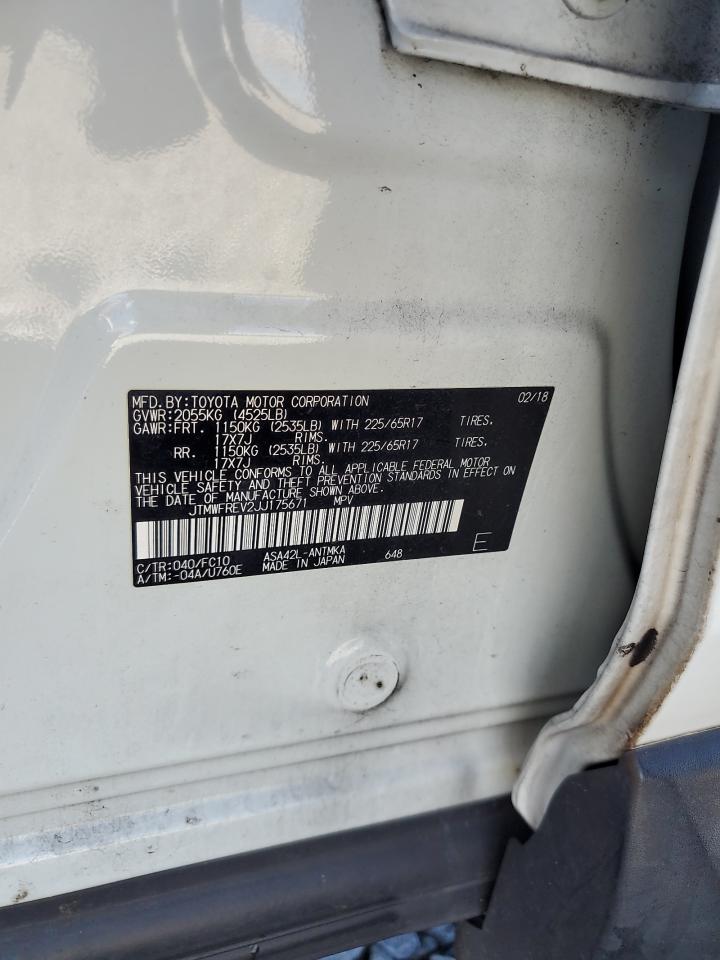 MFD.BY:TOYOTA MOTOR CORPORATION 02/18
GVWR:2055KG (4525LB)
GAWR:FRT. 1150KG (2535LB) WITH 225/65R17 TIRES.
17X7J RIMS.
RR. 1150KG (2535LB) WITH 225/65R17 TIRES.
17X7J RIMS.
THIS VEHICLE CONFORMS TO ALL APPLICABLE FEDERAL MOTOR
VEHICLE SAFETY AND THEFT PREVENTION STANDARDS IN EFFECT ON
THE DATE OF MANUFACTURE SHOWN ABOVE.
JTMWFREV2JJ175671 MPV
C/TR:040/FC10 ASA42L-ANTMKA 648 E
A/TM:-04A/U760E MADE IN JAPAN